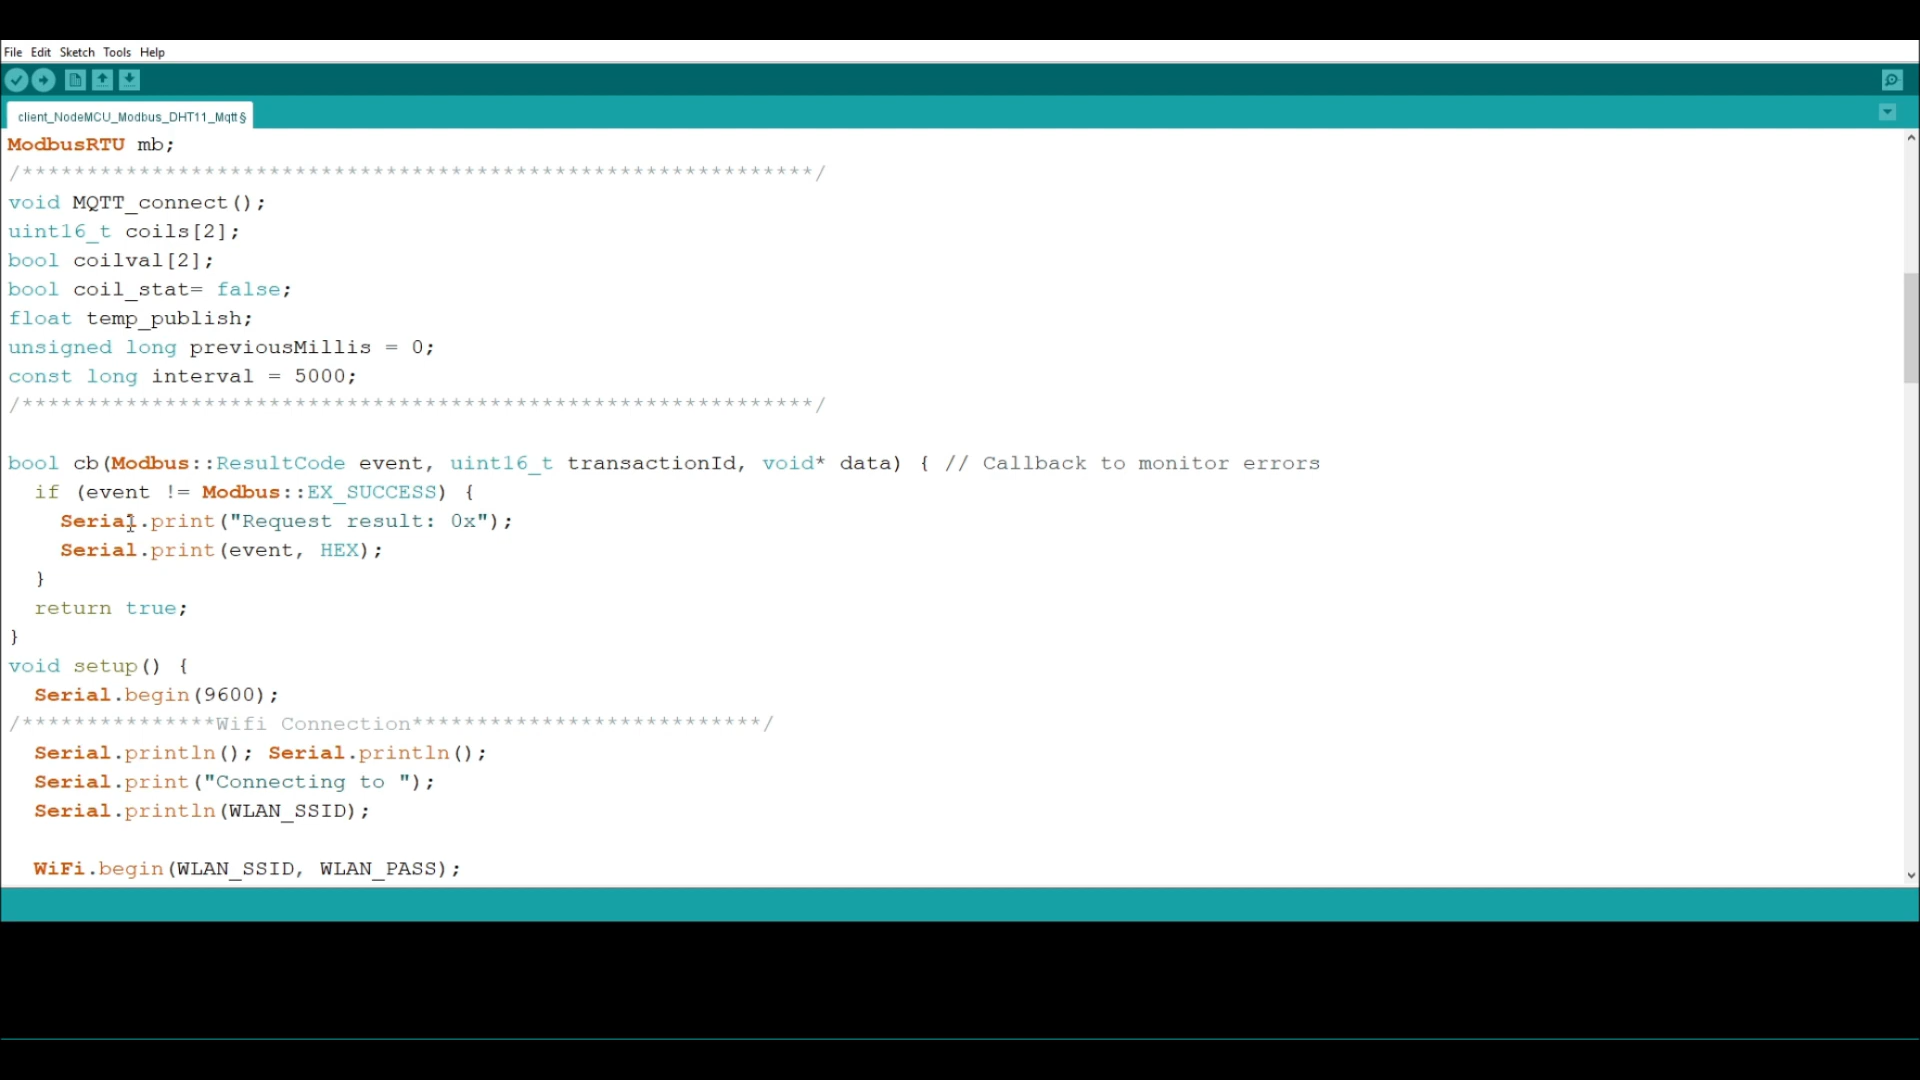 File Edit Sketch Tools Help
client_NodeMCU_Modbus_DHT11_Mqtt§
ModbusRTU mb;
/*************************************************************/
void MQTT_connect();
uint16_t coils[2];
bool coilval[2];
bool coil_stat= false;
float temp_publish;
unsigned long previousMillis = 0;
const long interval = 5000;
/*************************************************************/
bool cb(Modbus::ResultCode event, uint16_t transactionId, void* data) { // Callback to monitor errors
  if (event != Modbus::EX_SUCCESS) {
    Serial.print("Request result: 0x");
    Serial.print(event, HEX);
  }
  return true;
}
void setup() {
  Serial.begin(9600);
/***************Wifi Connection***************************/
  Serial.println(); Serial.println();
  Serial.print("Connecting to ");
  Serial.println(WLAN_SSID);
  WiFi.begin(WLAN_SSID, WLAN_PASS);